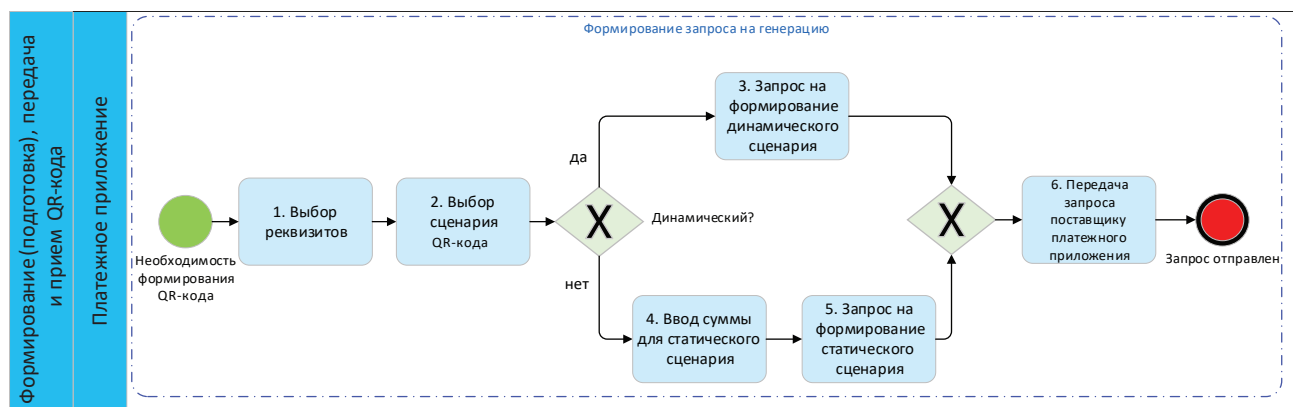 Формирование (подготовка), передача
и прием QR-кода
Платежное приложение
Формирование запроса на генерацию
Необходимость
формирования
QR-кода
1. Выбор
реквизитов
2. Выбор
сценария
QR-кода
X
Динамический?
да
нет
3. Запрос на
формирование
динамического
сценария
4. Ввод суммы
для статического
сценария
5. Запрос на
формирование
статического
сценария
X
6. Передача
запроса
поставщику
платежного
приложения
Запрос отправлен